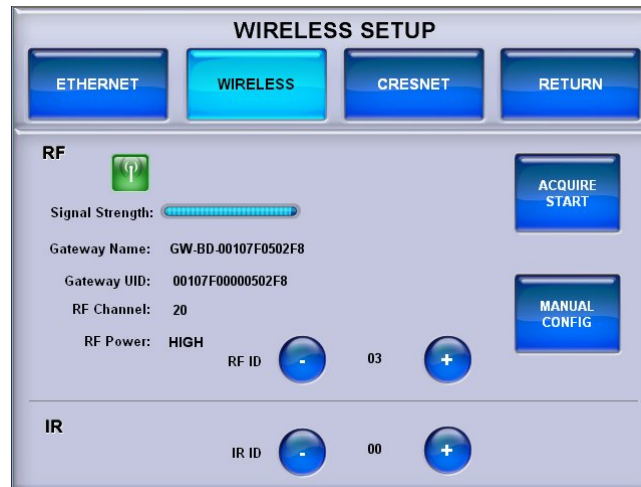 WIRELESS SETUP
ETHERNET WIRELESS CRESNET RETURN
RF
Signal Strength:
ACQUIRE
START
Gateway Name: GW-BD-00107F0502F8
Gateway UID: 00107F00000502F8
RF Channel: 20
MANUAL
CONFIG
RF Power: HIGH
RF ID - 03 +
IR
IR ID - 00 +